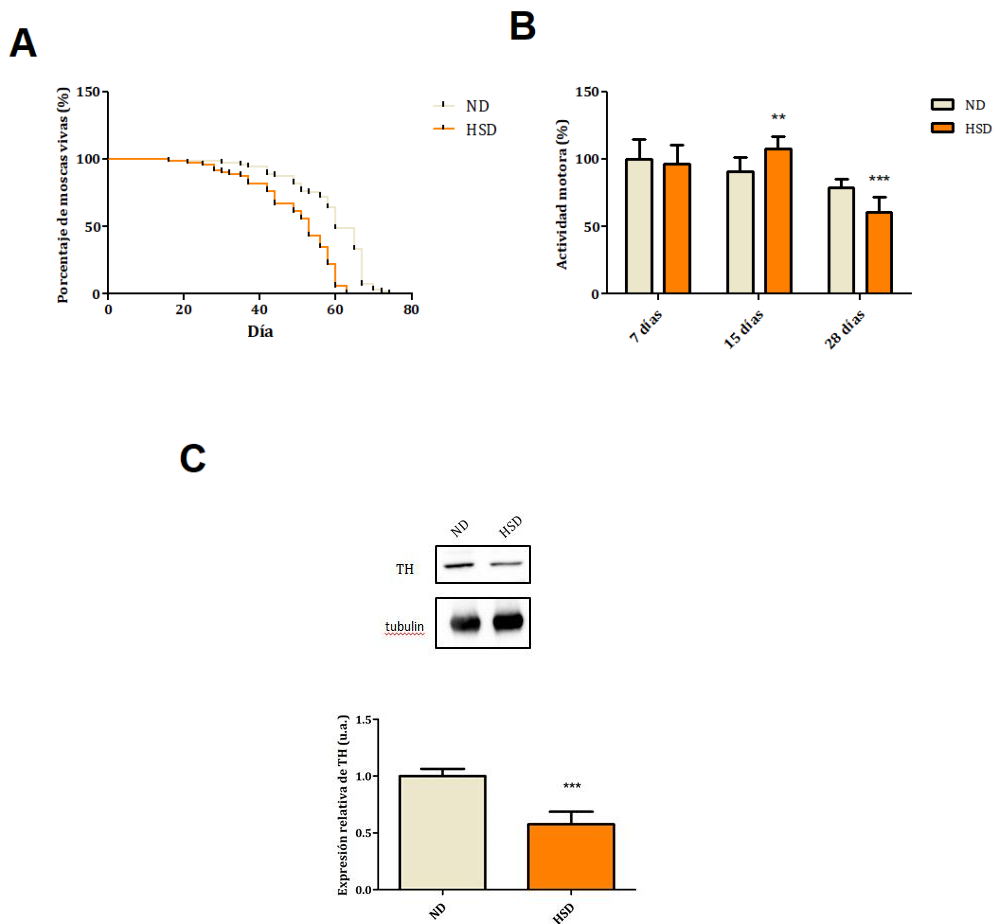 A
B
150
100
50
0
Porcentaje de moscas vivas (%)
0
20
40
60
80
Día
ND
HSD
150
100
50
0
Actividad motora (%)
**
***
7 días
15 días
28 días
ND
HSD
C
ND
HSD
TH
tubulin
1.5
1.0
0.5
0.0
Expresión relativa de TH (u.a.)
***
ND
HSD